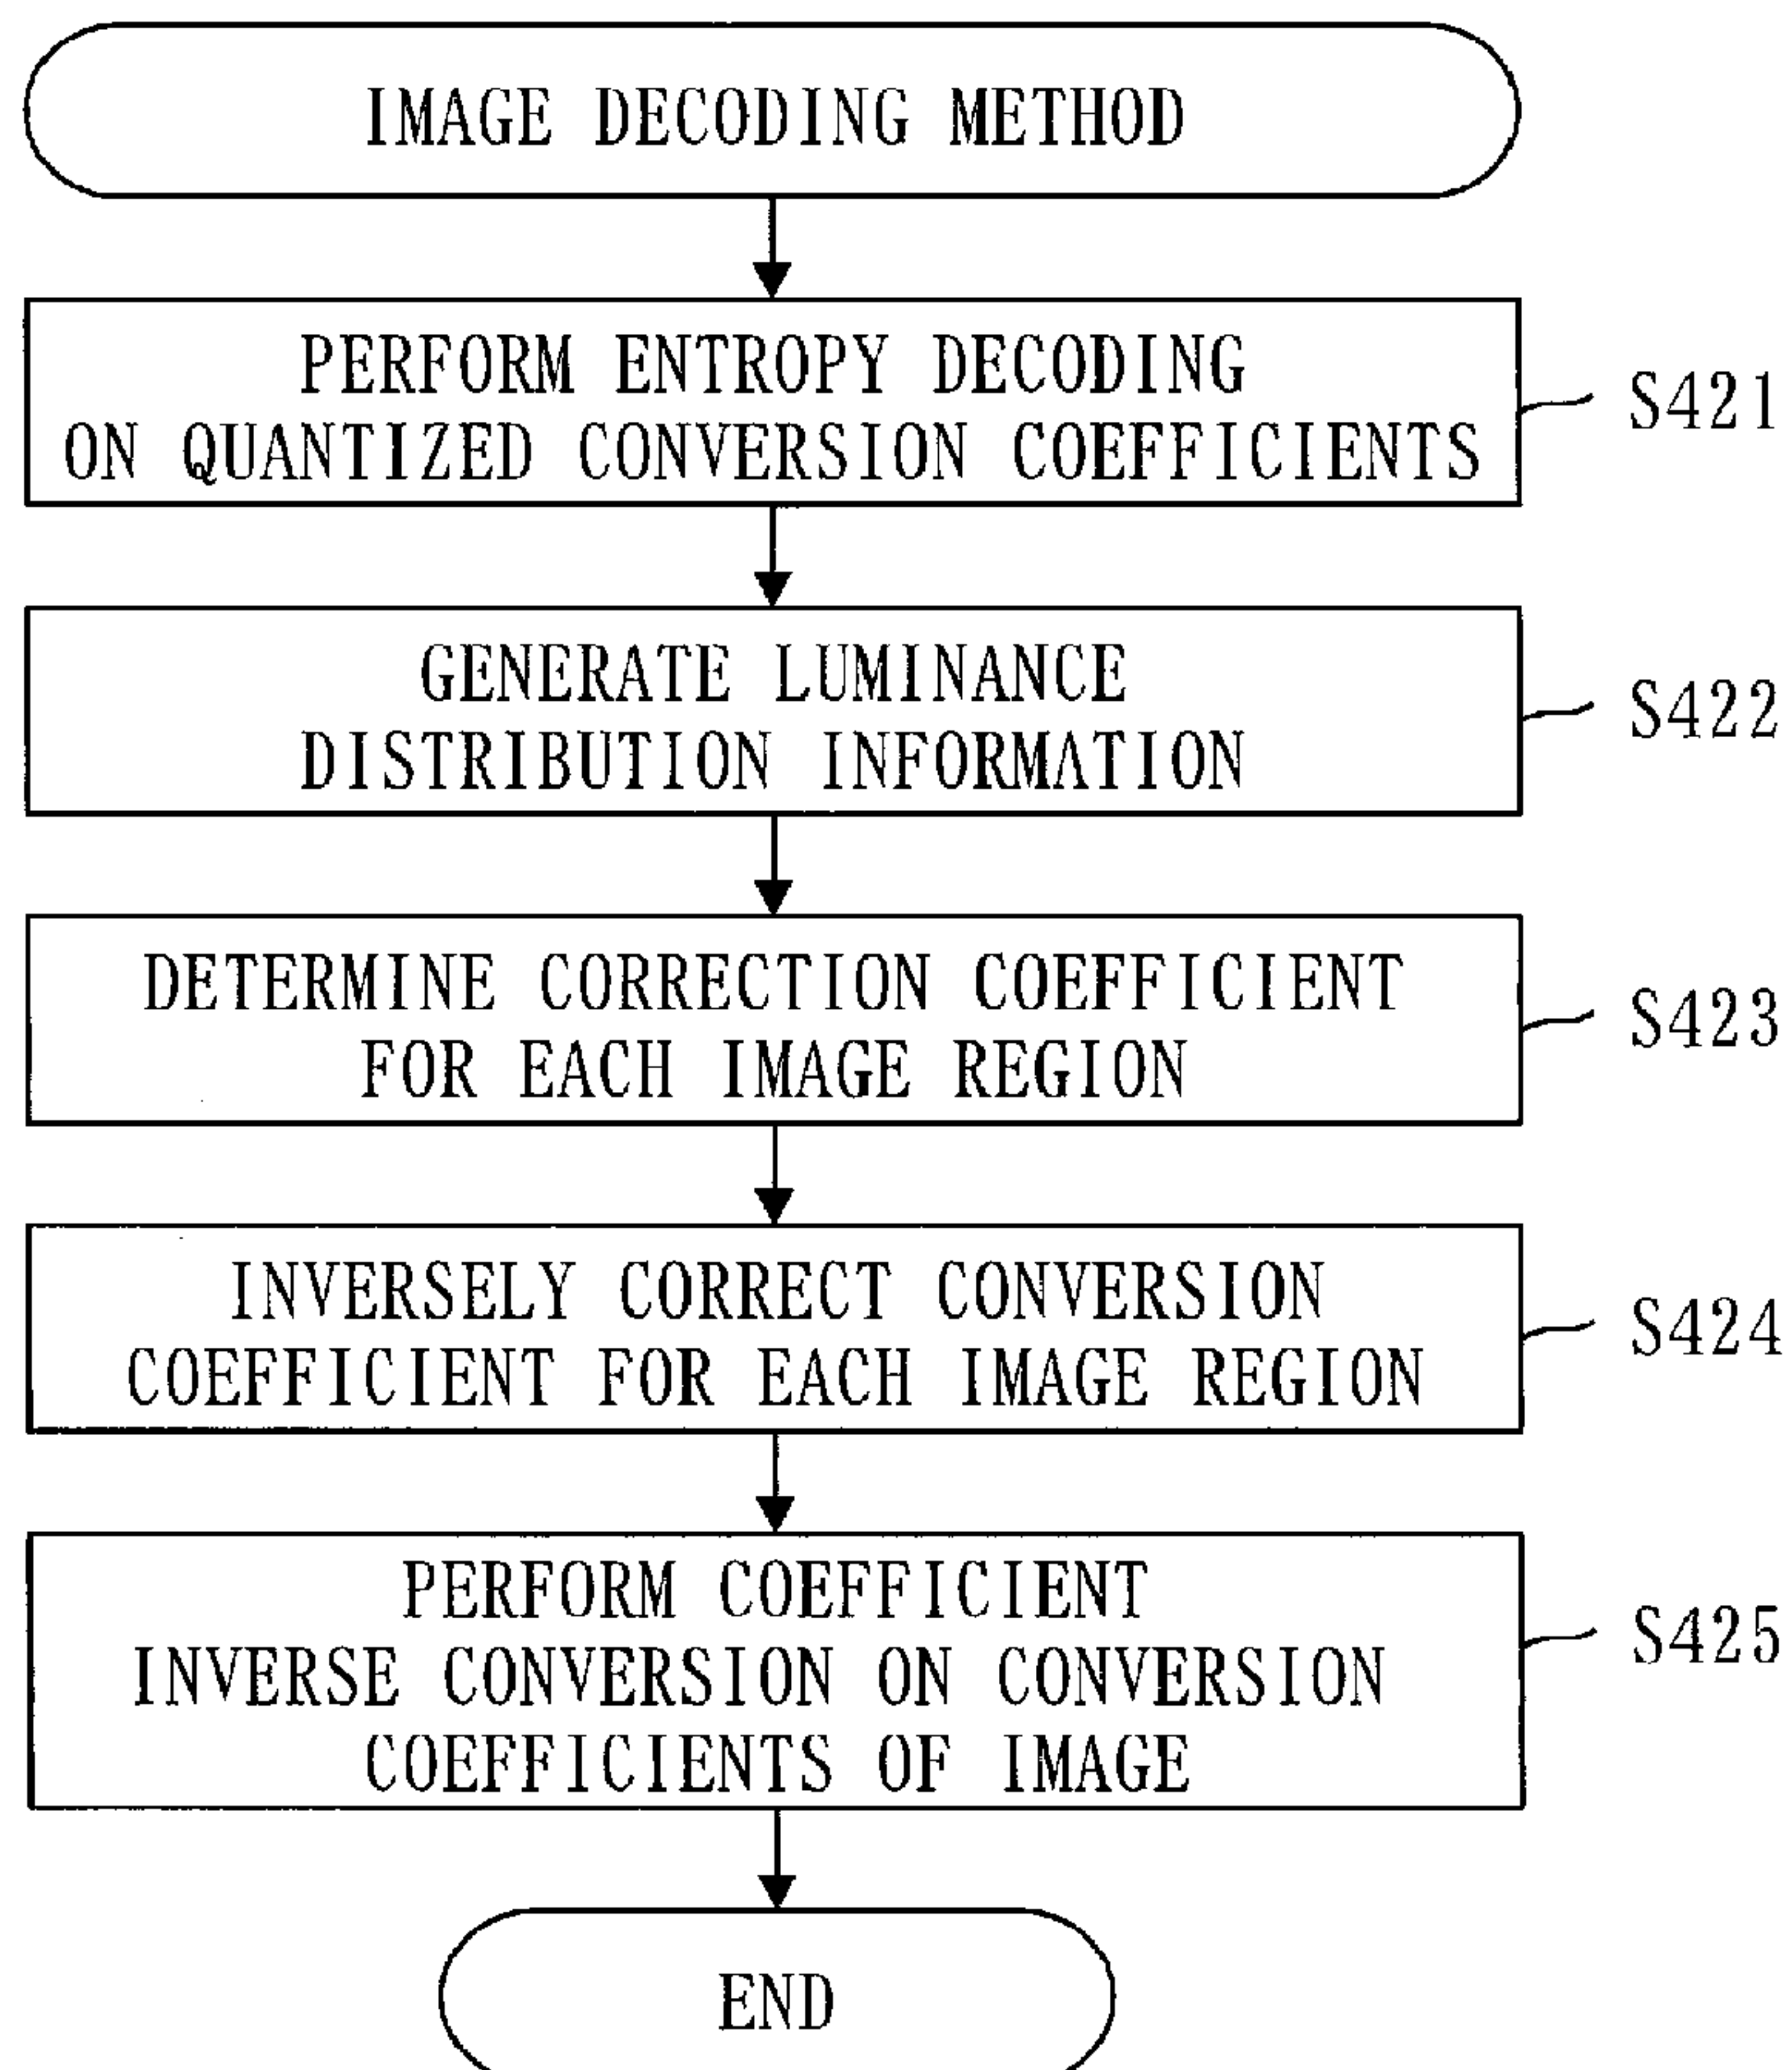 IMAGE DECODING METHOD
PERFORM ENTROPY DECODING
ON QUANTIZED CONVERSION COEFFICIENTS
S421
GENERATE LUMINANCE
DISTRIBUTION INFORMATION
S422
DETERMINE CORRECTION COEFFICIENT
FOR EACH IMAGE REGION
S423
INVERSELY CORRECT CONVERSION
COEFFICIENT FOR EACH IMAGE REGION
S424
PERFORM COEFFICIENT
INVERSE CONVERSION ON CONVERSION
COEFFICIENTS OF IMAGE
S425
END